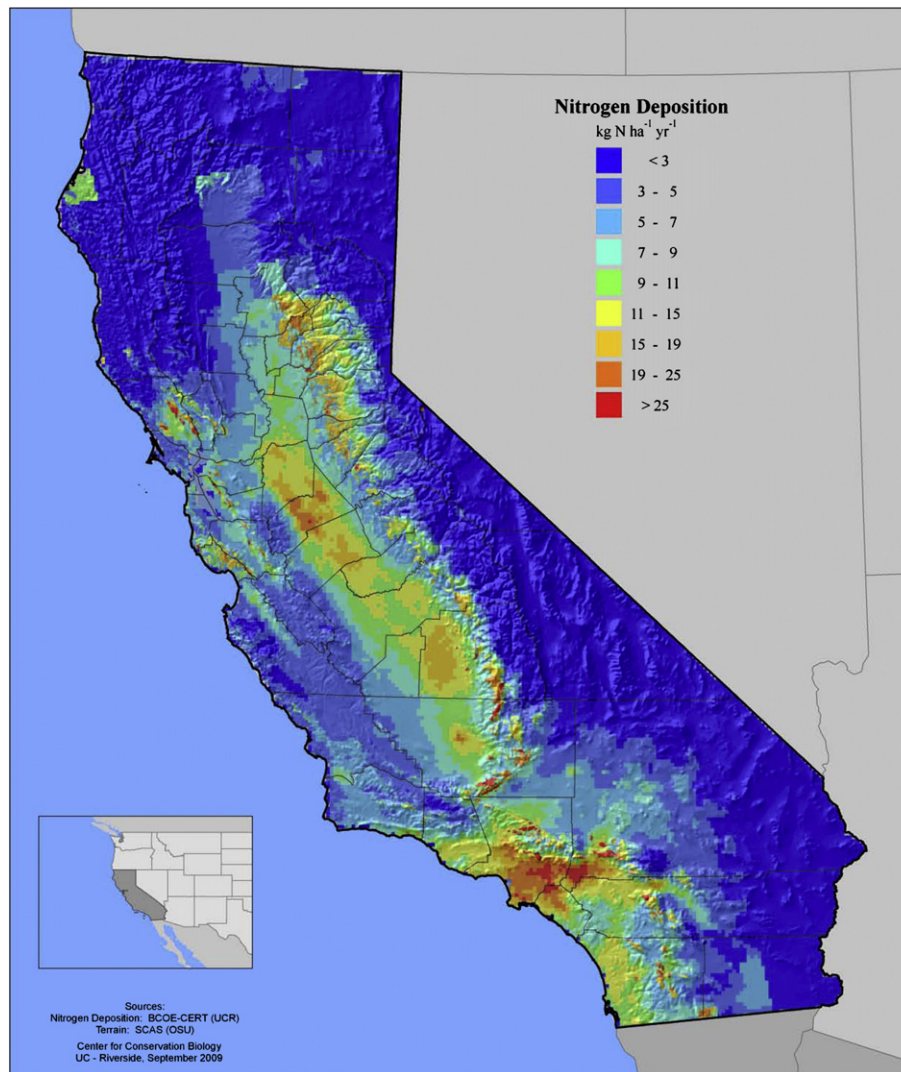 Nitrogen Deposition
kg N ha⁻¹ yr⁻¹
< 3
3 - 5
5 - 7
7 - 9
9 - 11
11 - 15
15 - 19
19 - 25
> 25
Sources:
Nitrogen Deposition: BCOE-CERT (UCR)
Terrain: SCAS (OSU)
Center for Conservation Biology
UC - Riverside, September 2009